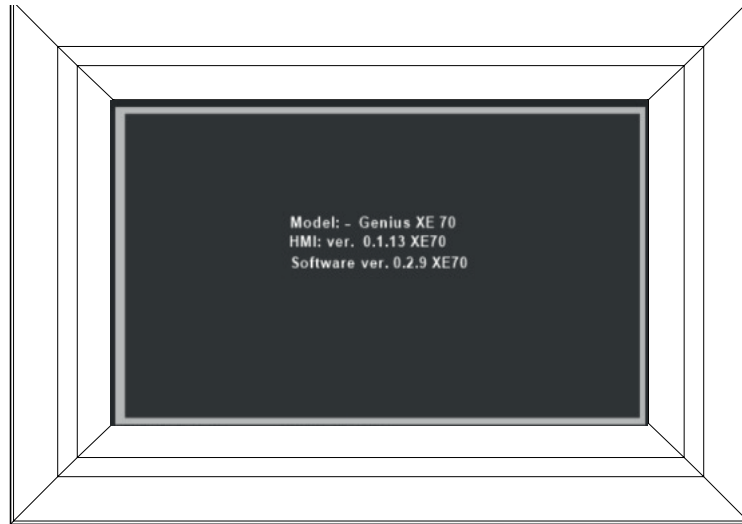 Model: - Genius XE 70
HMI: ver. 0.1.13 XE70
Software ver. 0.2.9 XE70